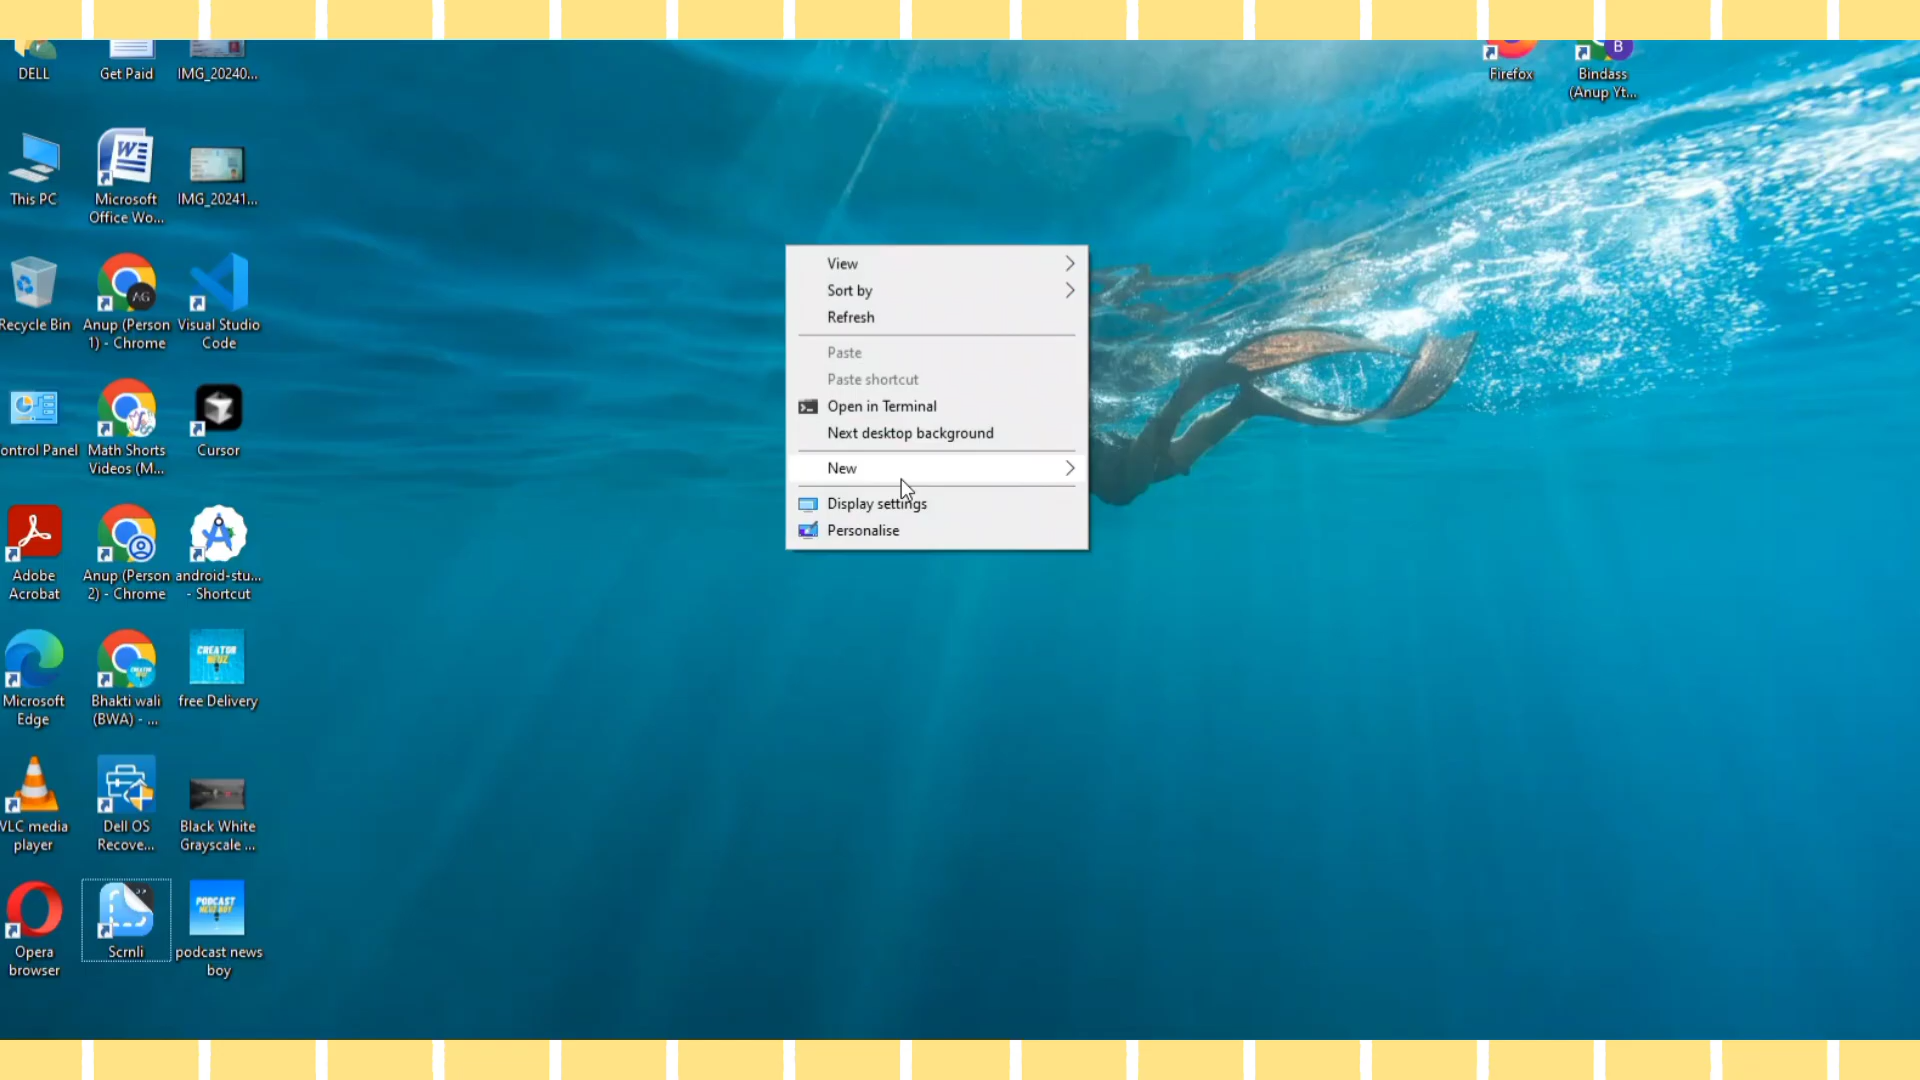 DELL
Get Paid
IMG_20240...
Firefox
Bindass
(Anup Yt...
B
This PC
Microsoft
Office Wo...
IMG_20241...
W
Recycle Bin
Anup (Person
1) - Chrome
AG
Visual Studio
Code
ontrol Panel
Math Shorts
Videos (M...
Cursor
Adobe
Acrobat
Anup (Person
2) - Chrome
android-stu...
- Shortcut
Microsoft
Edge
Bhakti wali
(BWA) - ...
CREATOR
free Delivery
VLC media
player
Dell OS
Recove...
Black White
Grayscale ...
Opera
browser
Scrnli
PODCAST
podcast news
boy
View
Sort by
Refresh
Paste
Paste shortcut
Open in Terminal
Next desktop background
New
Display settings
Personalise